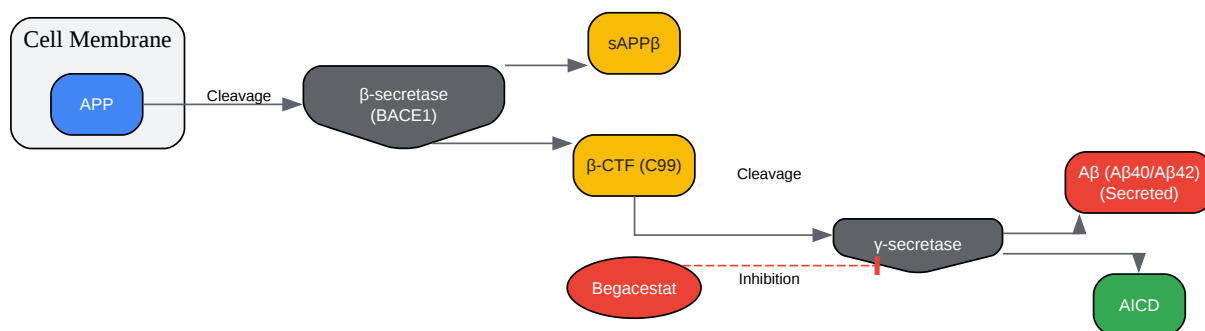 Cell Membrane
APP
Cleavage
β-secretase
(BACE1)
sAPPβ
β-CTF (C99)
Cleavage
γ-secretase
Aβ (Aβ40/Aβ42)
(Secreted)
Begacestat
Inhibition
AICD